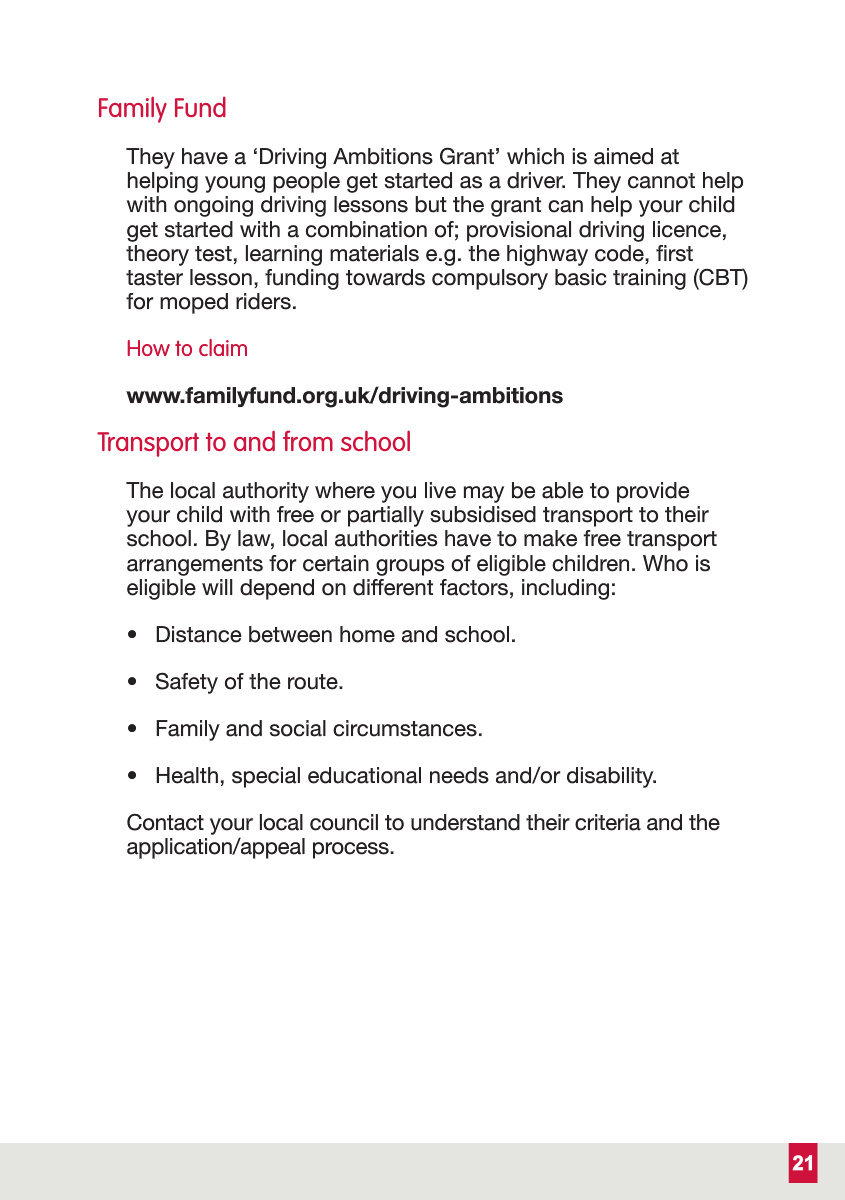 Family Fund
They have a ‘Driving Ambitions Grant’ which is aimed at
helping young people get started as a driver. They cannot help
with ongoing driving lessons but the grant can help your child
get started with a combination of; provisional driving licence,
theory test, learning materials e.g. the highway code, first
taster lesson, funding towards compulsory basic training (CBT)
for moped riders.
How to claim
www.familyfund.org.uk/driving-ambitions
Transport to and from school
The local authority where you live may be able to provide
your child with free or partially subsidised transport to their
school. By law, local authorities have to make free transport
arrangements for certain groups of eligible children. Who is
eligible will depend on different factors, including:
• Distance between home and school.
• Safety of the route.
• Family and social circumstances.
• Health, special educational needs and/or disability.
Contact your local council to understand their criteria and the
application/appeal process.
21